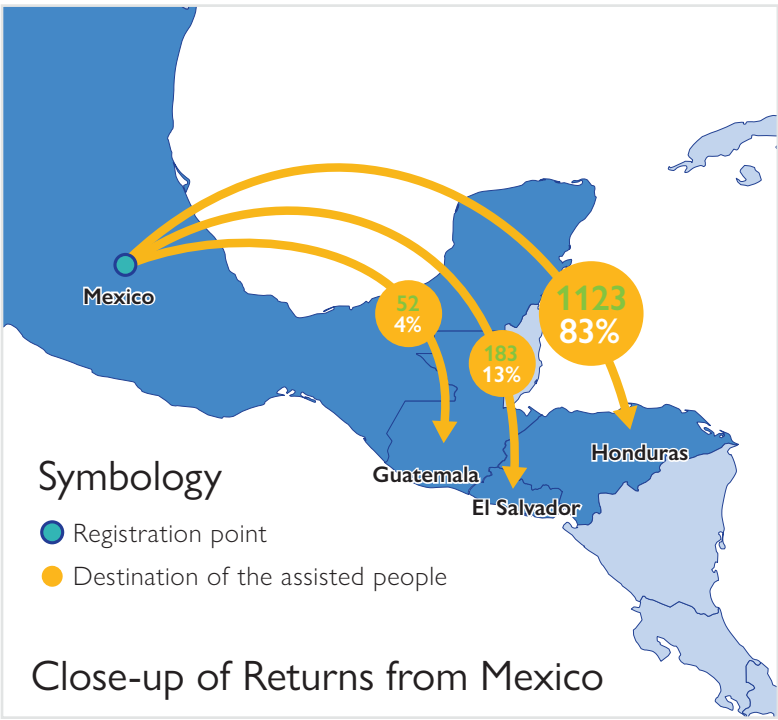 Mexico
52
4%
183
13%
1123
83%
Guatemala
El Salvador
Honduras
Symbology
Registration point
Destination of the assisted people
Close-up of Returns from Mexico